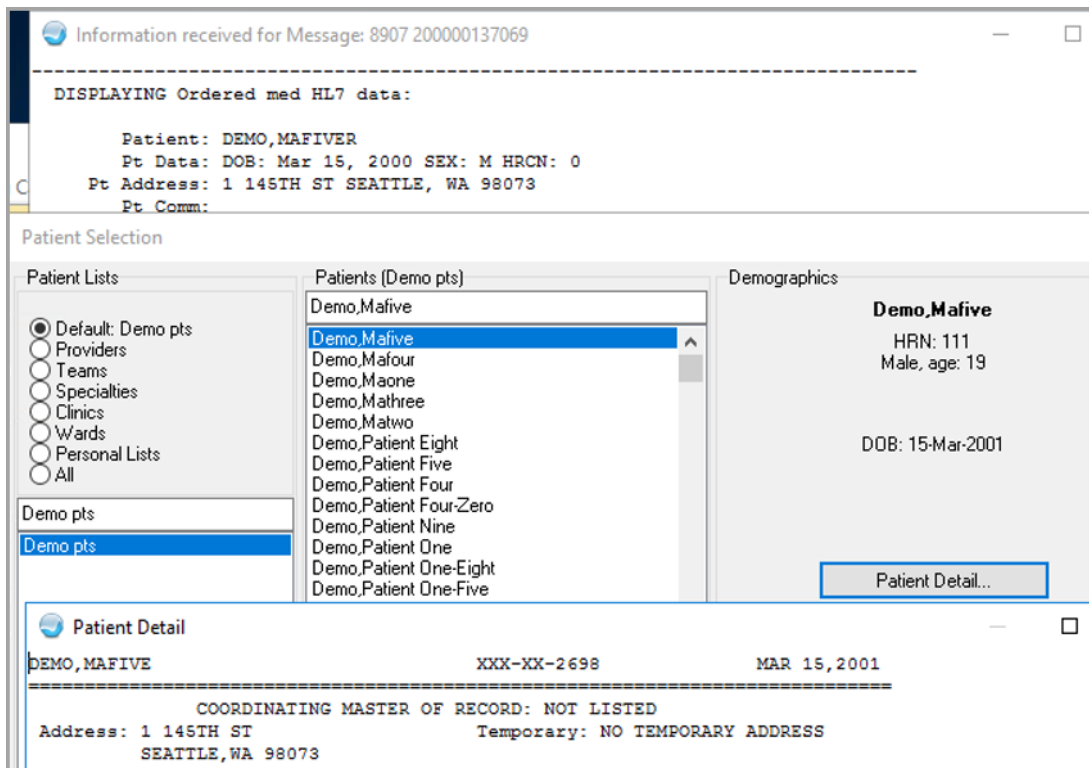 Information received for Message: 8907 200000137069
--------------------------------------------------------------------------------
DISPLAYING Ordered med HL7 data:
Patient: DEMO,MAFIVER
Pt Data: DOB: Mar 15, 2000 SEX: M HRCN: 0
Pt Address: 1 145TH ST SEATTLE, WA 98073
Pt Comm:
C
Patient Selection
Patient Lists
Default: Demo pts
Providers
Teams
Specialties
Clinics
Wards
Personal Lists
All
Demo pts
Demo pts
Patients (Demo pts)
Demo,Mafive
Demo,Mafive
Demo,Mafour
Demo,Maone
Demo,Mathree
Demo,Matwo
Demo,Patient Eight
Demo,Patient Five
Demo,Patient Four
Demo,Patient Four-Zero
Demo,Patient Nine
Demo,Patient One
Demo,Patient One-Eight
Demo,Patient One-Five
Demographics
Demo,Mafive
HRN: 111
Male, age: 19
DOB: 15-Mar-2001
Patient Detail...
Patient Detail
DEMO,MAFIVE XXX-XX-2698 MAR 15,2001
================================================================================
COORDINATING MASTER OF RECORD: NOT LISTED
Address: 1 145TH ST Temporary: NO TEMPORARY ADDRESS
SEATTLE,WA 98073